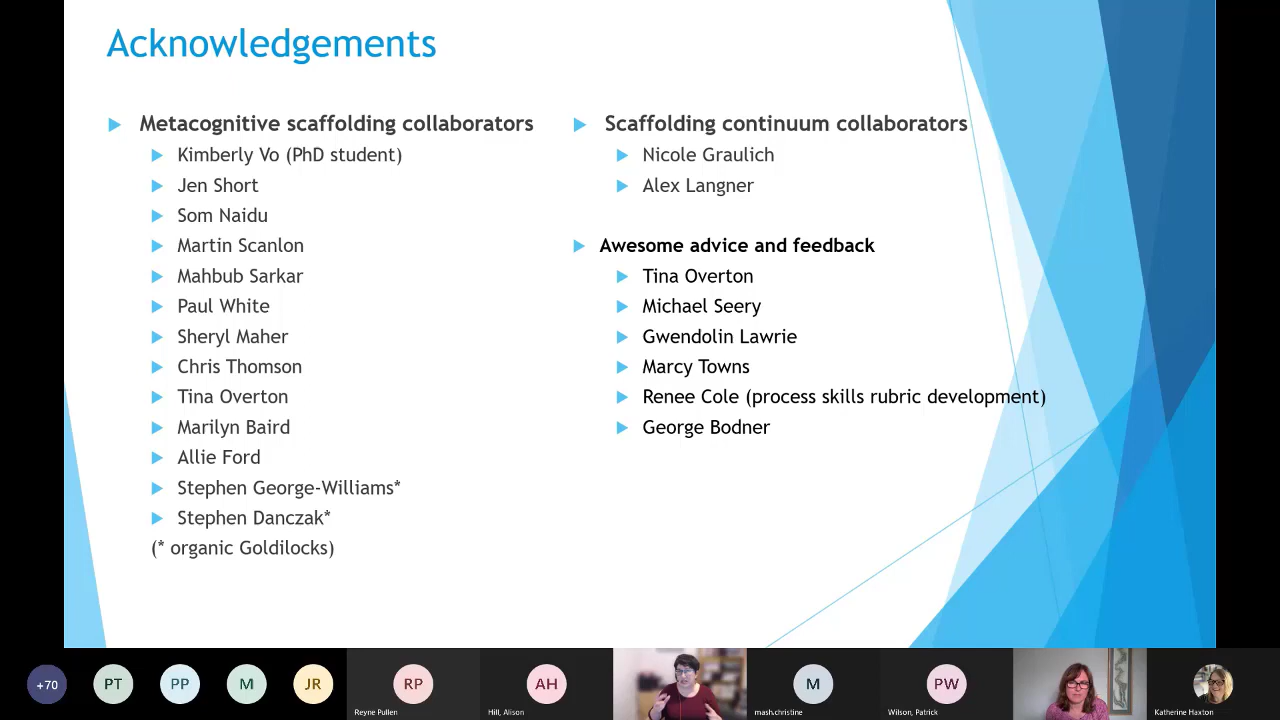 Acknowledgements
Metacognitive scaffolding collaborators
Kimberly Vo (PhD student)
Jen Short
Som Naidu
Martin Scanlon
Mahbub Sarkar
Paul White
Sheryl Maher
Chris Thomson
Tina Overton
Marilyn Baird
Allie Ford
Stephen George-Williams*
Stephen Danczak*
(* organic Goldilocks)
Scaffolding continuum collaborators
Nicole Graulich
Alex Langner
Awesome advice and feedback
Tina Overton
Michael Seery
Gwendolin Lawrie
Marcy Towns
Renee Cole (process skills rubric development)
George Bodner
+70
PT
PP
M
JR
RP
Reyne Pullen
AH
Hill, Alison
M
mash.christine
PW
Wilson, Patrick
Katherine Haxton